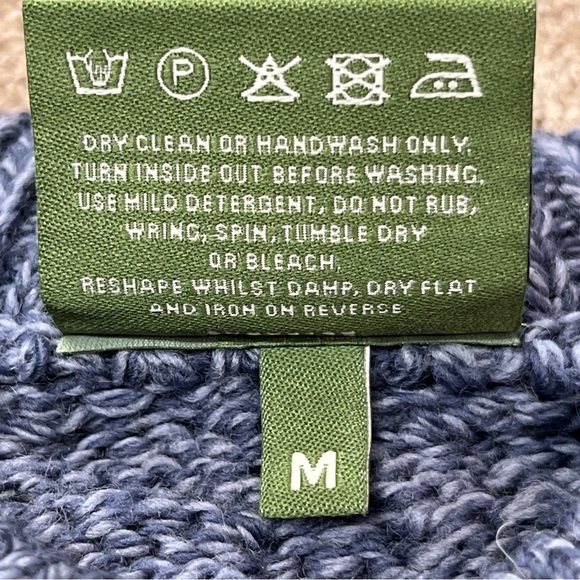 P
DRY CLEAN OR HANDWASH ONLY.
TURN INSIDE OUT BEFORE WASHING.
USE MILD DETERGENT, DO NOT RUB,
WRING, SPIN, TUMBLE DRY
OR BLEACH.
RESHAPE WHILST DAMP, DRY FLAT
AND IRON ON REVERSE
M